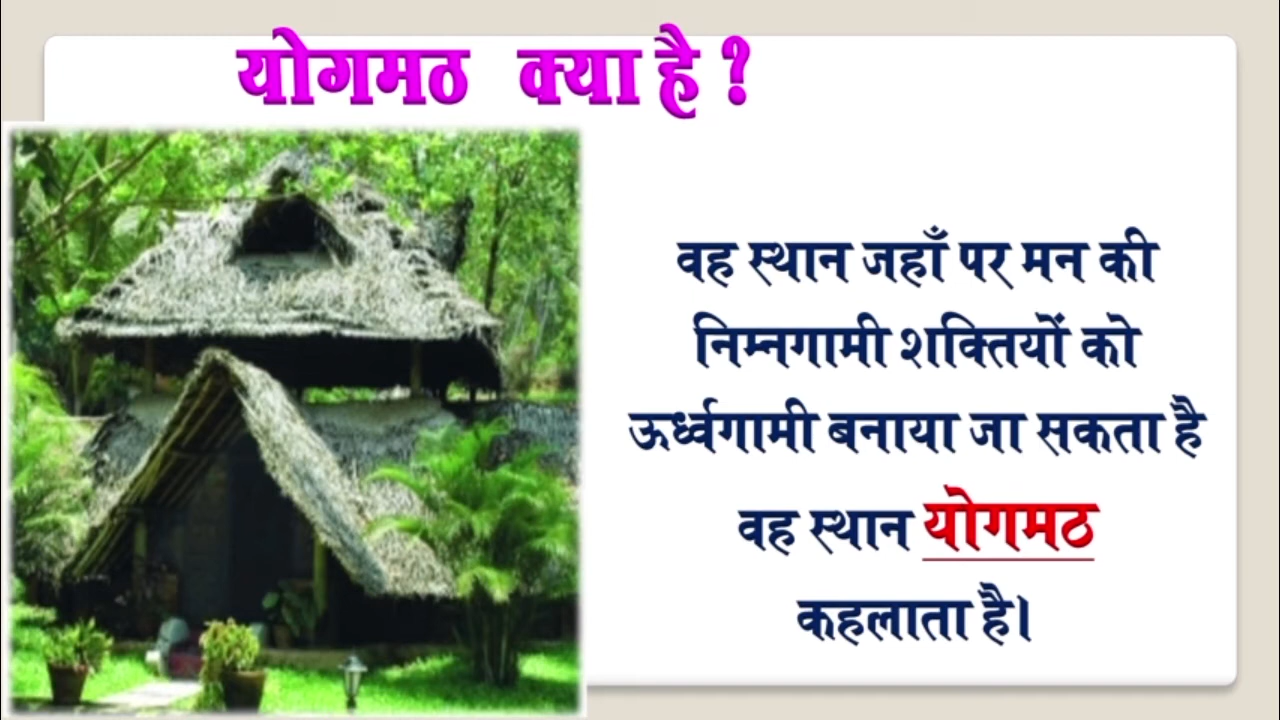 योगमठ क्या है ?
वह स्थान जहाँ पर मन की
निम्नगामी शक्तियों को
ऊर्ध्वगामी बनाया जा सकता है
वह स्थान योगमठ
कहलाता है।